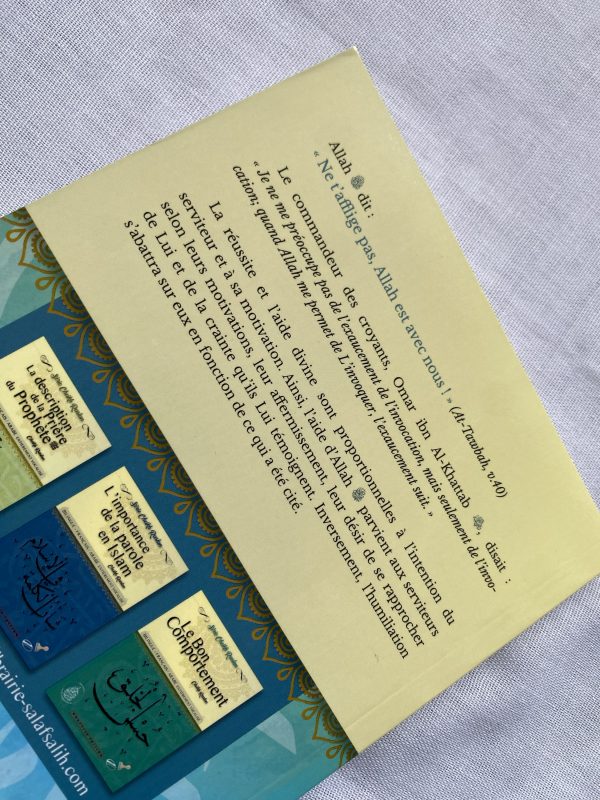 Allah ﷻ dit :
« Ne t'afflige pas, Allah est avec nous ! » (At-Tawbah, v.40)
Le commandeur des croyants, Omar ibn Al-Khattab , disait :
« Je ne me préoccupe pas de l'exaucement de l'invocation, mais seulement de l'invo-
cation; quand Allah me permet de L'invoquer, l'exaucement suit. »
La réussite et l'aide divine sont proportionnelles à l'intention du
serviteur et à sa motivation. Ainsi, l'aide d'Allah ﷻ parvient aux serviteurs
selon leurs motivations, leur affermissement, leur désir de se rapprocher
de Lui et de la crainte qu'ils Lui témoignent. Inversement, l'humiliation
s'abattra sur eux en fonction de ce qui a été cité.
La description
de la Prière
du Prophète ﷺ
L'importance
de la parole
en Islam
Le Bon
Comportement
حسن الخلق
librairie-salafsalih.com